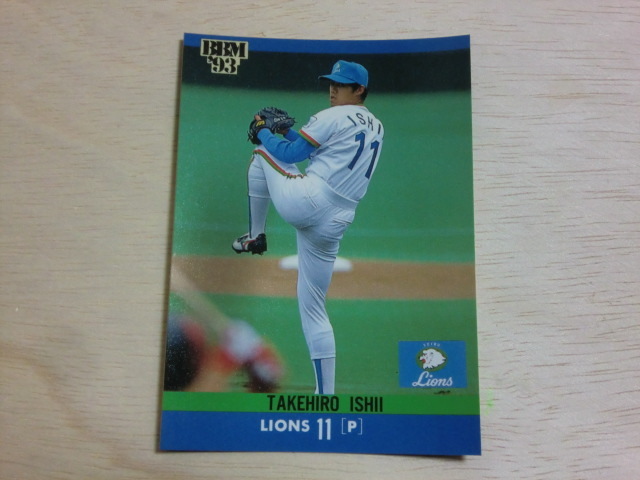 BBM
'93
ISHII
11
SEIBU
Lions
TAKEHIRO ISHII
LIONS 11 [P]